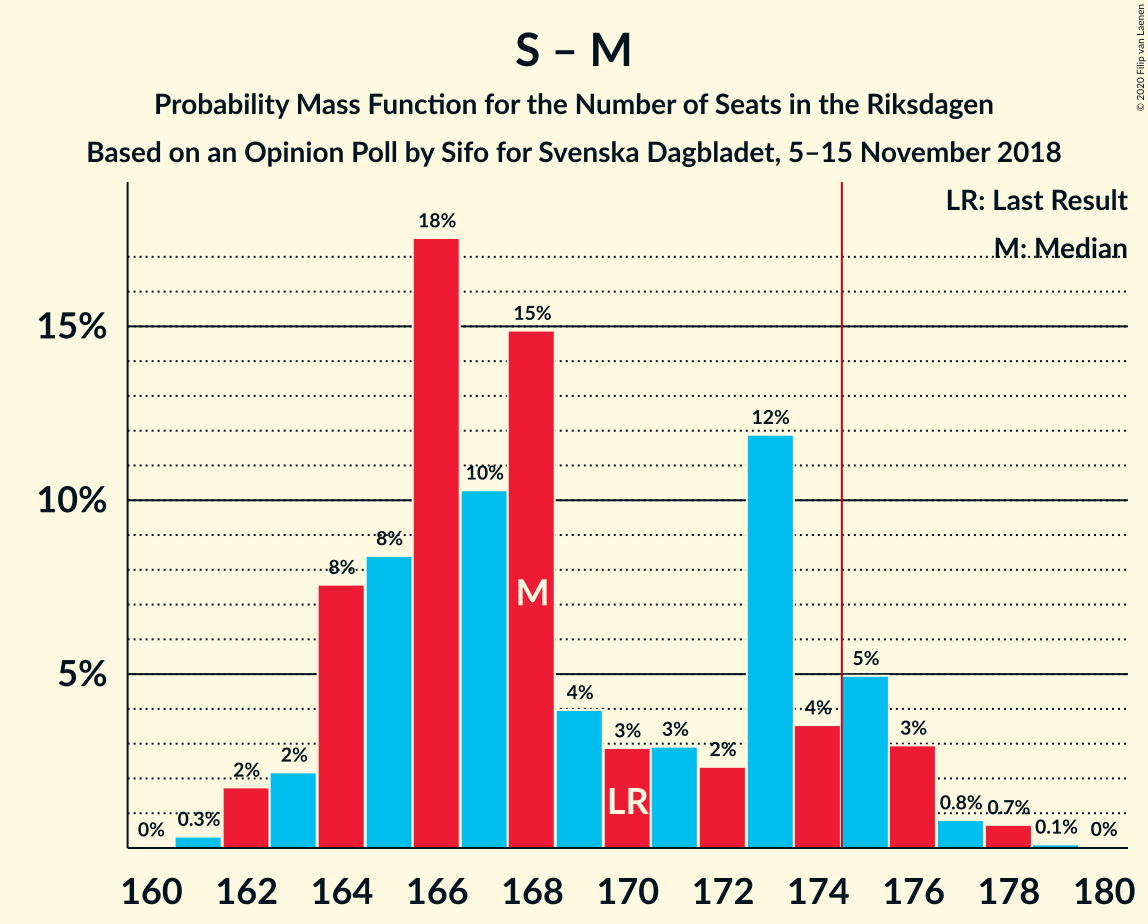 S – M
Probability Mass Function for the Number of Seats in the Riksdagen
Based on an Opinion Poll by Sifo for Svenska Dagbladet, 5–15 November 2018
© 2020 Filip van Laenen
LR: Last Result
M: Median
15%
10%
5%
0%
0.3%
2%
2%
8%
8%
18%
10%
15%
4%
3%
3%
2%
12%
4%
5%
3%
0.8%
0.7%
0.1%
0%
M
LR
160 162 164 166 168 170 172 174 176 178 180